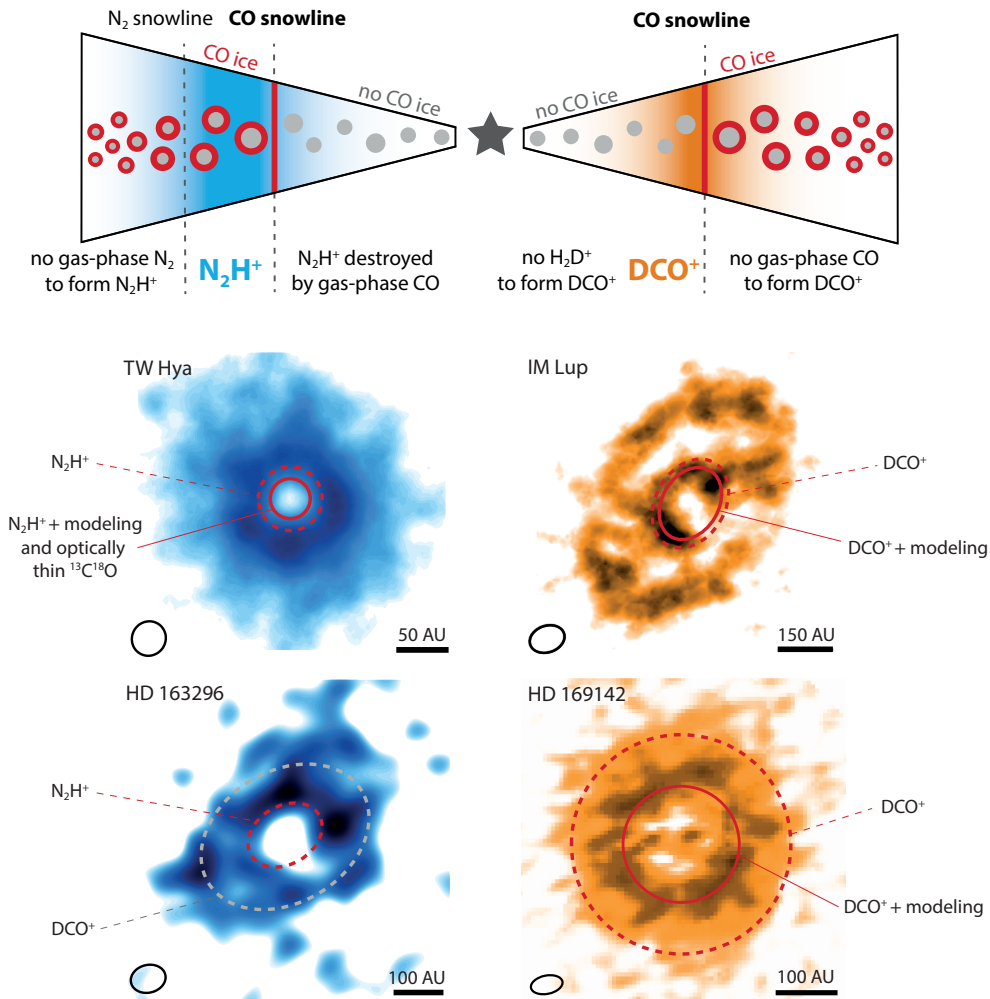 N₂ snowline
CO snowline
CO ice
no CO ice
no gas-phase N₂
to form N₂H⁺
N₂H⁺
N₂H⁺ destroyed
by gas-phase CO
CO snowline
no CO ice
CO ice
no H₂D⁺
to form DCO⁺
DCO⁺
no gas-phase CO
to form DCO⁺
TW Hya
N₂H⁺
N₂H⁺ + modeling
and optically
thin ¹³C¹⁸O
50 AU
IM Lup
DCO⁺
DCO⁺ + modeling
150 AU
HD 163296
N₂H⁺
DCO⁺
100 AU
HD 169142
DCO⁺
DCO⁺ + modeling
100 AU